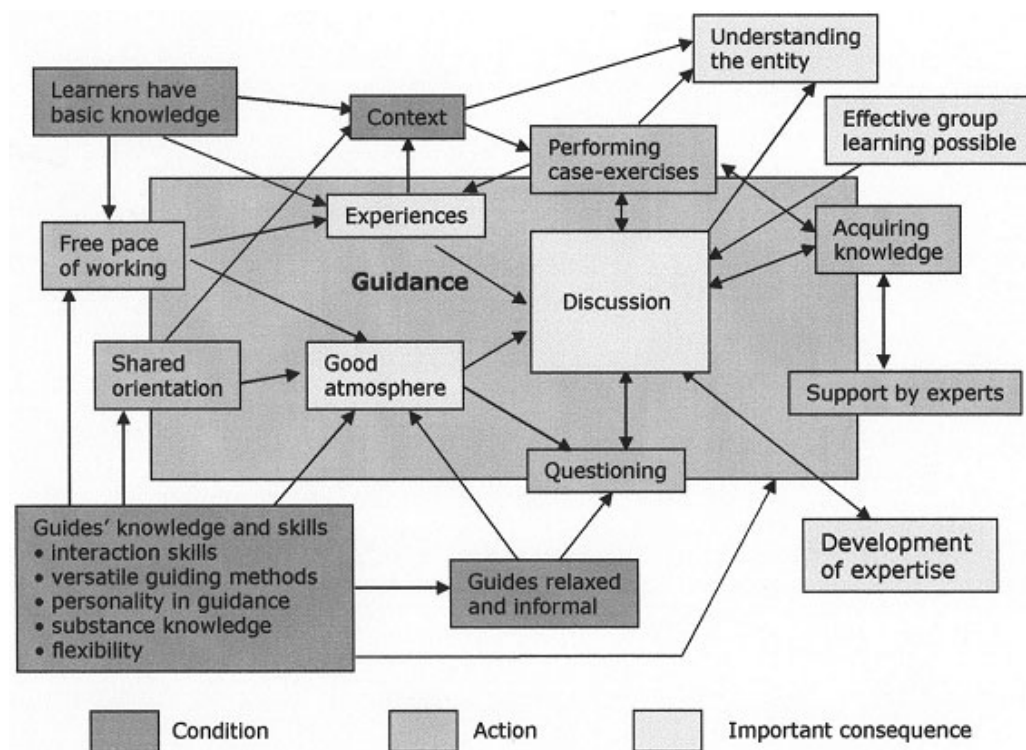 Understanding
the entity
Learners have
basic knowledge
Context
Effective group
learning possible
Performing
case-exercises
Experiences
Acquiring
knowledge
Free pace
of working
Guidance
Discussion
Shared
orientation
Good
atmosphere
Support by experts
Questioning
Guides’ knowledge and skills
• interaction skills
• versatile guiding methods
• personality in guidance
• substance knowledge
• flexibility
Guides relaxed
and informal
Development
of expertise
Condition
Action
Important consequence